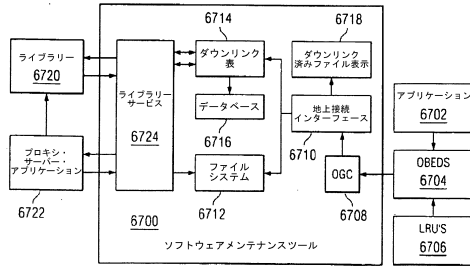 6714
6718
ライブラリー
6720
ダウンリンク
表
ダウンリンク
済みファイル表示
ライブラリー
サービス
6724
データベース
6716
地上接続
インターフェース
6710
アプリケーション
6702
プロキシ・
サーバー・
アプリケーション
6722
ファイル
システム
6712
OGC
6708
OBEDS
6704
6700
ソフトウェアメンテナンスツール
LRU'S
6706